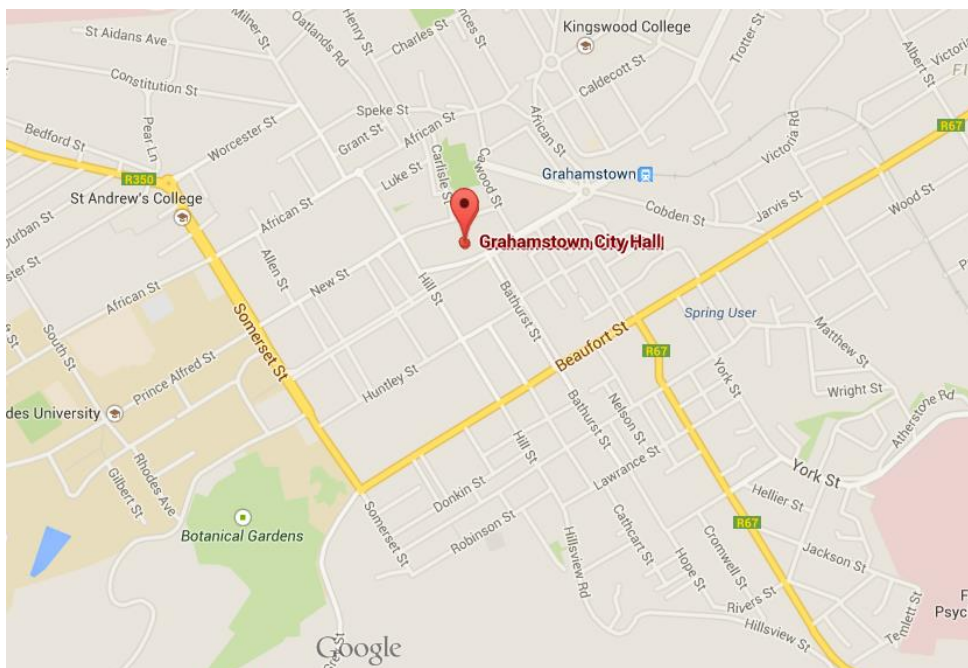 Kingswood College
St Aidans Ave
Milner St
Oatlands Rd
Henry St
Charles St
Trotter St
Albert St
Caldecott St
Constitution St
Speke St
African St
African St
Victoria Rd
R67
Bedford St
Pear Ln
Worcester St
Grant St
Carlisle St
Cawood St
Luke St
Grahamstown
R350
St Andrew's College
African St
Cobden St
Jarvis St
Wood St
Durban St
Grahamstown City Hall
Allen St
New St
Hill St
Bathurst St
African St
South St
Somerset St
Beaufort St
Spring User
R67
Matthew St
Prince Alfred St
Huntley St
York St
Wright St
Nelson St
Bathurst St
Atherstone Rd
Hill St
Lawrance St
York St
Gilbert St
Rhodes Ave
Donkin St
Hellier St
Botanical Gardens
Somerset St
Robinson St
Cathcart St
R67
Hillsview Rd
Hope St
Cromwell St
Jackson St
Rivers St
Temlett St
Hillsview St
Google